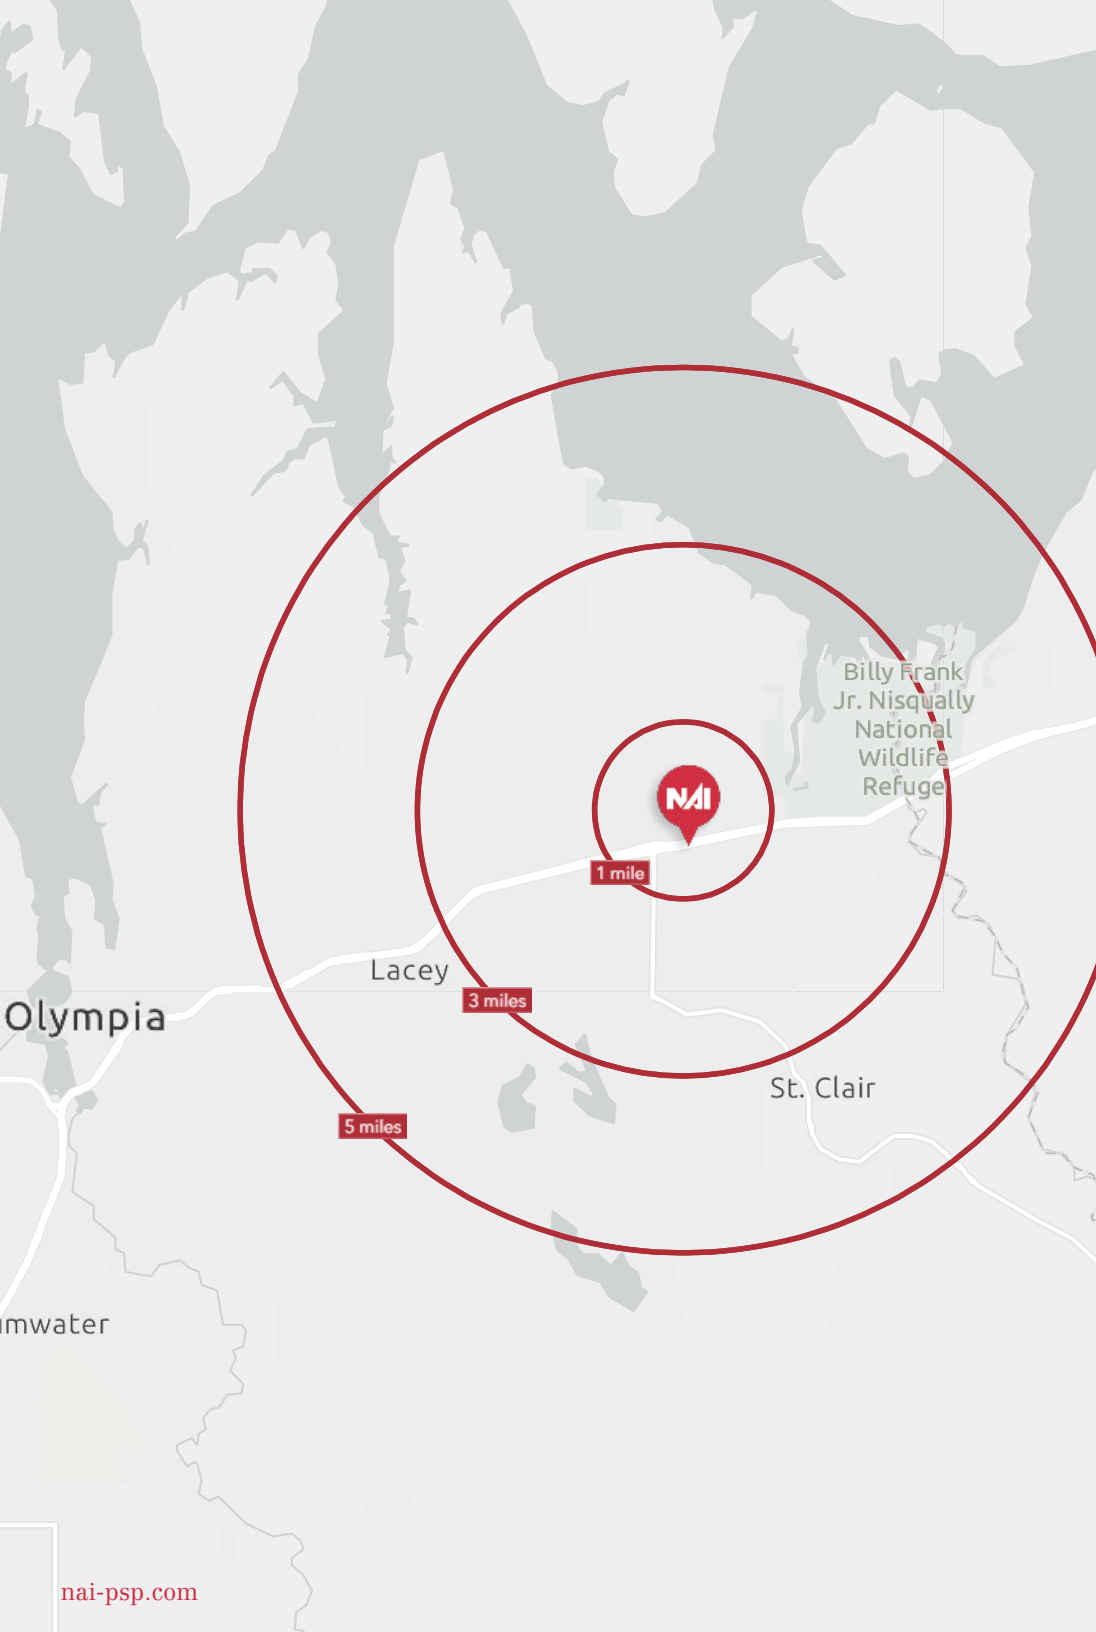 Billy Frank
Jr. Nisqually
National
Wildlife
Refuge
NAI
1 mile
Lacey
3 miles
Olympia
St. Clair
5 miles
mwater
nai-psp.com